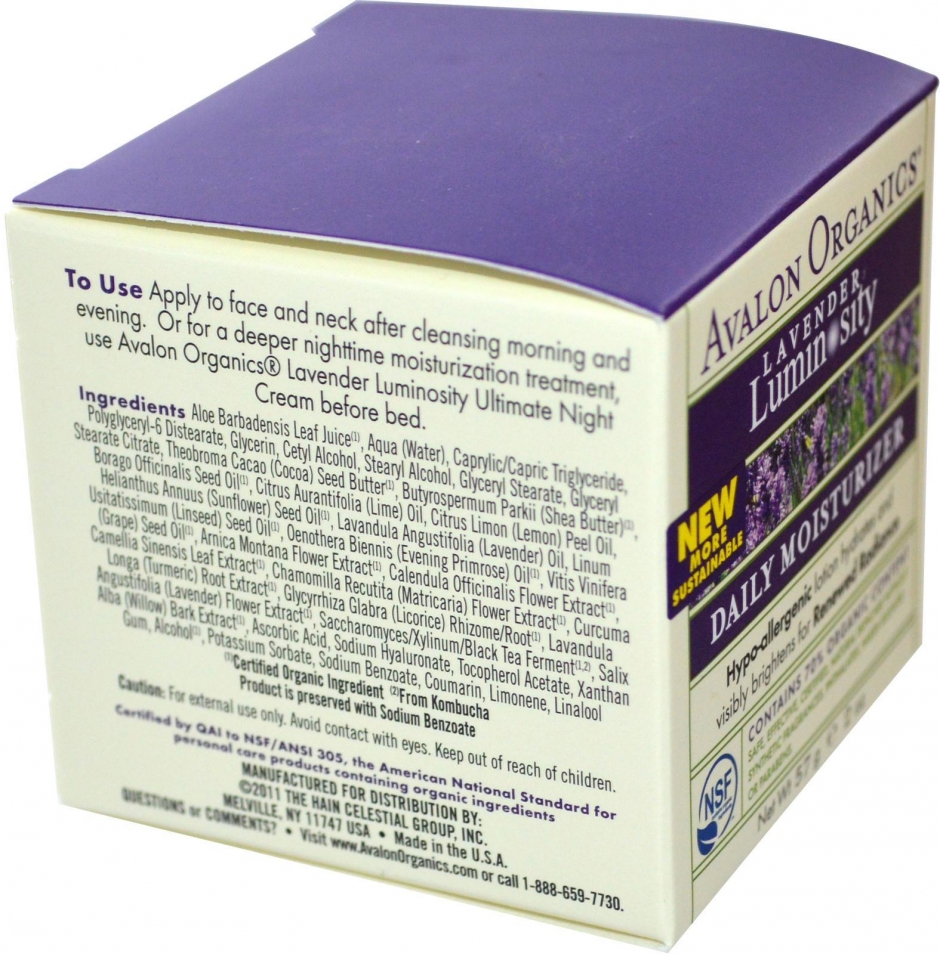 To Use Apply to face and neck after cleansing morning and
evening. Or for a deeper nighttime moisturization treatment,
use Avalon Organics® Lavender Luminosity Ultimate Night
Cream before bed.
Ingredients Aloe Barbadensis Leaf Juice⁽¹⁾, Aqua (Water), Caprylic/Capric Triglyceride,
Polyglyceryl-6 Distearate, Glycerin, Cetyl Alcohol, Stearyl Alcohol, Glyceryl Stearate, Glyceryl
Stearate Citrate, Theobroma Cacao (Cocoa) Seed Butter⁽¹⁾, Butyrospermum Parkii (Shea Butter)⁽¹⁾,
Borago Officinalis Seed Oil⁽¹⁾, Citrus Aurantifolia (Lime) Oil, Citrus Limon (Lemon) Peel Oil,
Helianthus Annuus (Sunflower) Seed Oil⁽¹⁾, Lavandula Angustifolia (Lavender) Oil, Linum
Usitatissimum (Linseed) Seed Oil⁽¹⁾, Oenothera Biennis (Evening Primrose) Oil⁽¹⁾, Vitis Vinifera
(Grape) Seed Oil⁽¹⁾, Arnica Montana Flower Extract⁽¹⁾, Calendula Officinalis Flower Extract⁽¹⁾,
Camellia Sinensis Leaf Extract⁽¹⁾, Chamomilla Recutita (Matricaria) Flower Extract⁽¹⁾, Curcuma
Longa (Turmeric) Root Extract⁽¹⁾, Glycyrrhiza Glabra (Licorice) Rhizome/Root⁽¹⁾, Lavandula
Angustifolia (Lavender) Flower Extract⁽¹⁾, Saccharomyces/Xylinum/Black Tea Ferment⁽¹,²⁾, Salix
Alba (Willow) Bark Extract⁽¹⁾, Ascorbic Acid, Sodium Hyaluronate, Tocopherol Acetate, Xanthan
Gum, Alcohol⁽¹⁾, Potassium Sorbate, Sodium Benzoate, Coumarin, Limonene, Linalool
⁽¹⁾Certified Organic Ingredient ⁽²⁾From Kombucha
Product is preserved with Sodium Benzoate
Caution: For external use only. Avoid contact with eyes. Keep out of reach of children.
Certified by QAI to NSF/ANSI 305, the American National Standard for
personal care products containing organic ingredients
MANUFACTURED FOR DISTRIBUTION BY:
©2011 THE HAIN CELESTIAL GROUP, INC.
MELVILLE, NY 11747 USA • Made in the U.S.A.
QUESTIONS or COMMENTS? • Visit www.AvalonOrganics.com or call 1-888-659-7730.
AVALON ORGANICS®
LAVENDER
Luminosity
NEW
MORE
SUSTAINABLE
DAILY MOISTURIZER
Hypo-allergenic lotion hydrates and
visibly brightens for Renewed Radiance
CONTAINS 70% ORGANIC
SAFE, EFFECTIVE
SYNTHETIC FRAGRANCES
OR PARABENS
NSF
Net Wt 57 g